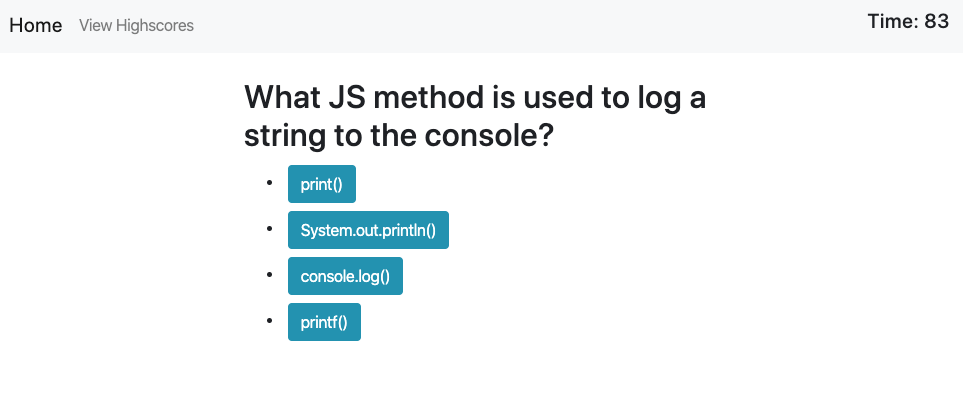 Home View Highscores Time: 83
What JS method is used to log a
string to the console?
print()
System.out.println()
console.log()
printf()